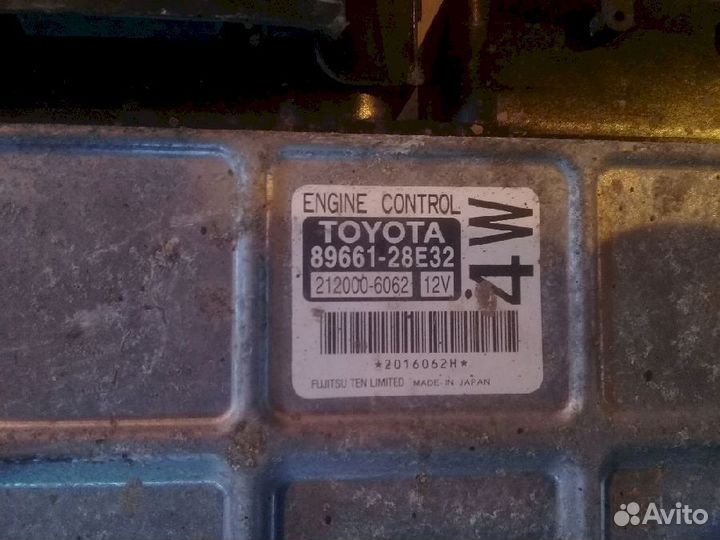 ENGINE CONTROL
TOYOTA
89661-28E32
212000-6062 12V
4W
*2016062H*
FUJITSU TEN LIMITED MADE IN JAPAN
Avito